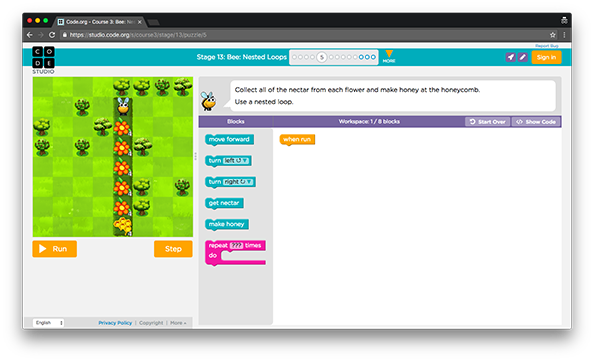 Code.org - Course 3: Bee: Nes
https://studio.code.org/s/course3/stage/13/puzzle/5
Report Bug
C O
D E
STUDIO
Stage 13: Bee: Nested Loops
5
MORE
Sign in
Collect all of the nectar from each flower and make honey at the honeycomb.
Use a nested loop.
Blocks
Workspace: 1 / 8 blocks
Start Over
</> Show Code
move forward
when run
turn left
turn right
get nectar
make honey
repeat ??? times
do
Run
Step
English
Privacy Policy | Copyright | More